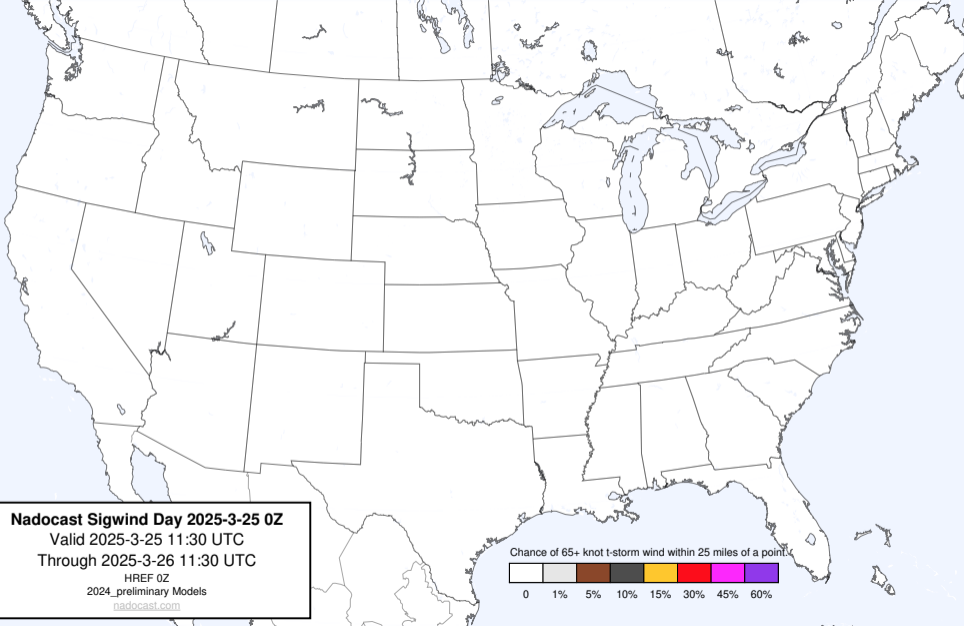 Nadocast Sigwind Day 2025-3-25 0Z
Valid 2025-3-25 11:30 UTC
Through 2025-3-26 11:30 UTC
HREF 0Z
2024_preliminary Models
nadocast.com
Chance of 65+ knot t-storm wind within 25 miles of a point.
0 1% 5% 10% 15% 30% 45% 60%